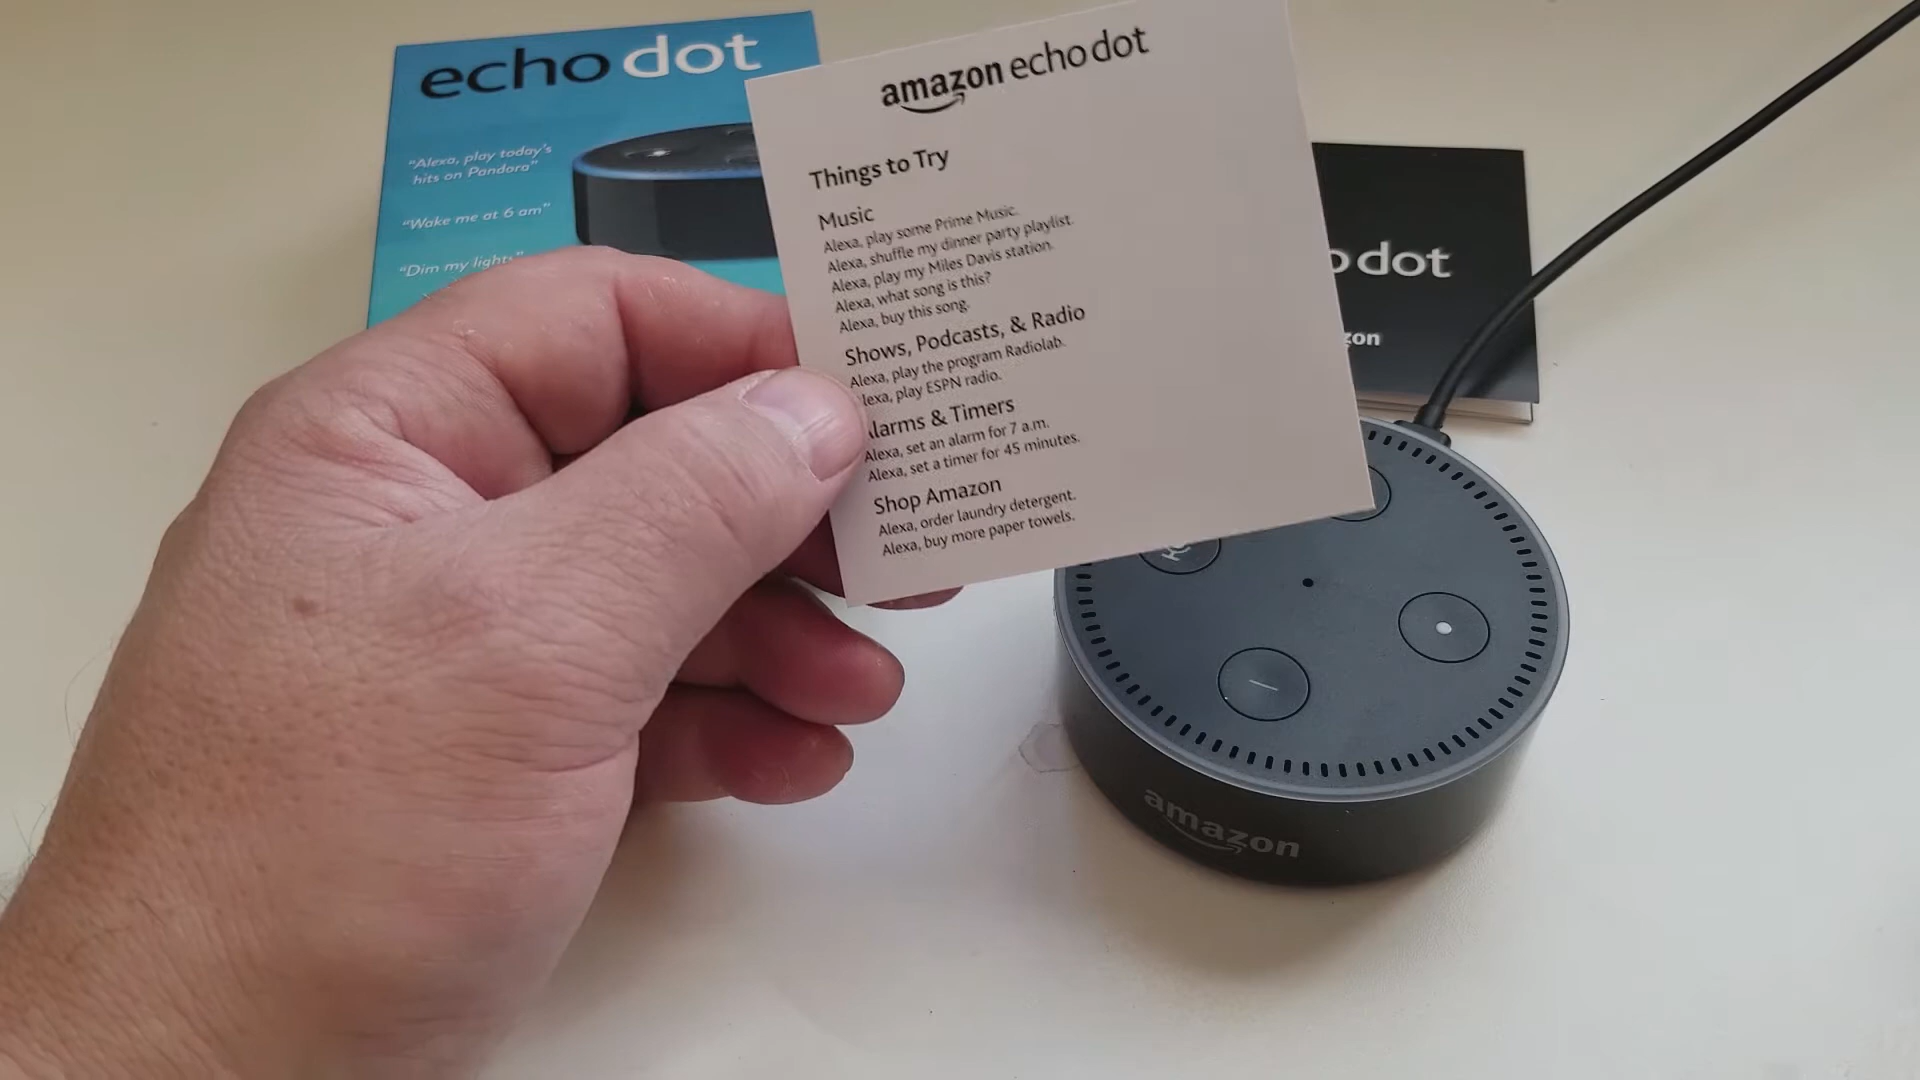 echo dot
"Alexa, play today's
hits on Pandora"
"Wake me at 6 am"
"Dim my lights"
amazon echo dot
Things to Try
Music
Alexa, play some Prime Music.
Alexa, shuffle my dinner party playlist.
Alexa, play my Miles Davis station.
Alexa, what song is this?
Alexa, buy this song.
Shows, Podcasts, & Radio
Alexa, play the program Radiolab.
lexa, play ESPN radio.
larms & Timers
Alexa, set an alarm for 7 a.m.
Alexa, set a timer for 45 minutes.
Shop Amazon
Alexa, order laundry detergent.
Alexa, buy more paper towels.
o dot
zon
amazon